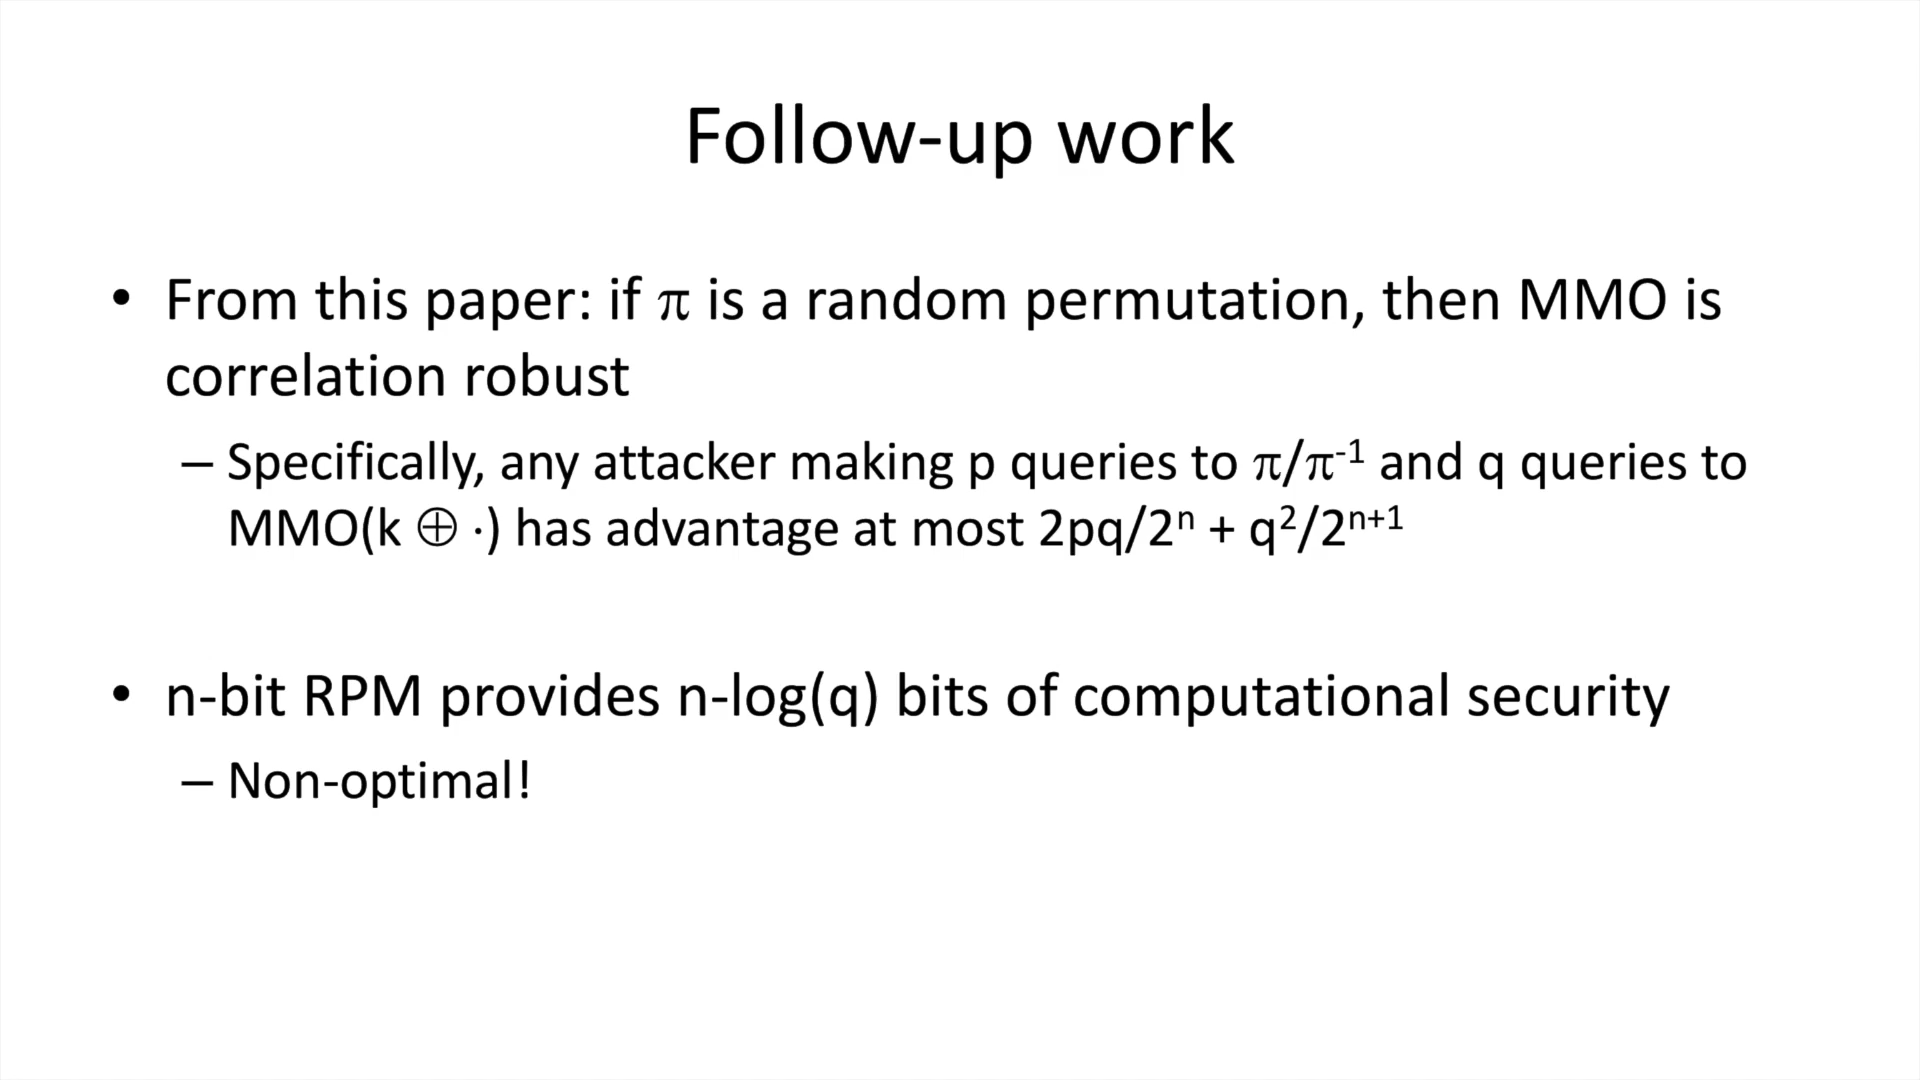 Follow-up work
• From this paper: if π is a random permutation, then MMO is
correlation robust
– Specifically, any attacker making p queries to π/π⁻¹ and q queries to
MMO(k ⊕ ·) has advantage at most 2pq/2ⁿ + q²/2ⁿ⁺¹
• n-bit RPM provides n-log(q) bits of computational security
– Non-optimal!